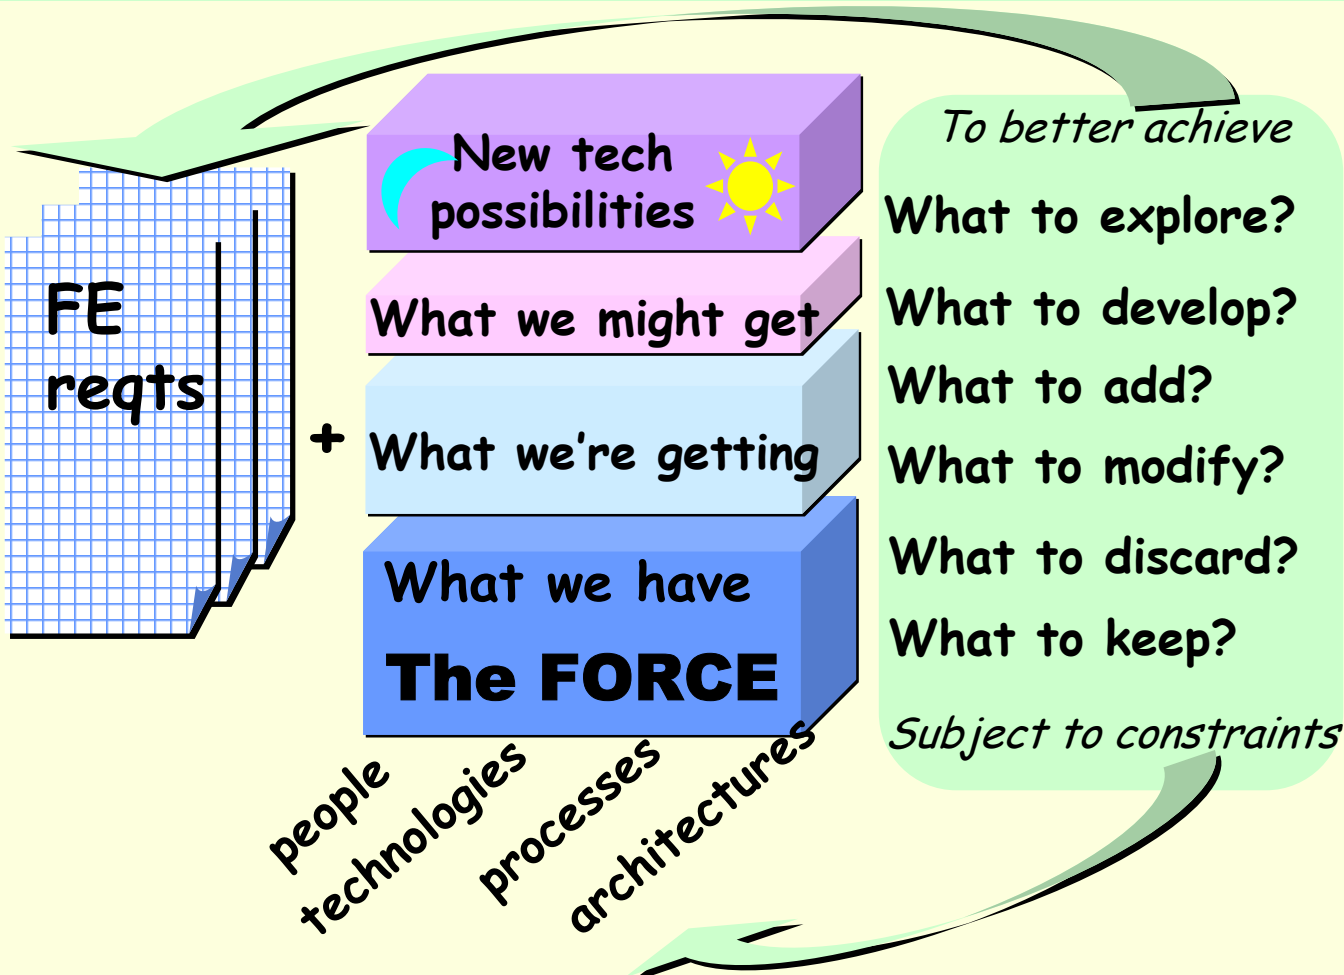 FE
reqts
+
New tech
possibilities
What we might get
What we're getting
What we have
The FORCE
people
technologies
processes
architectures
To better achieve
What to explore?
What to develop?
What to add?
What to modify?
What to discard?
What to keep?
Subject to constraints